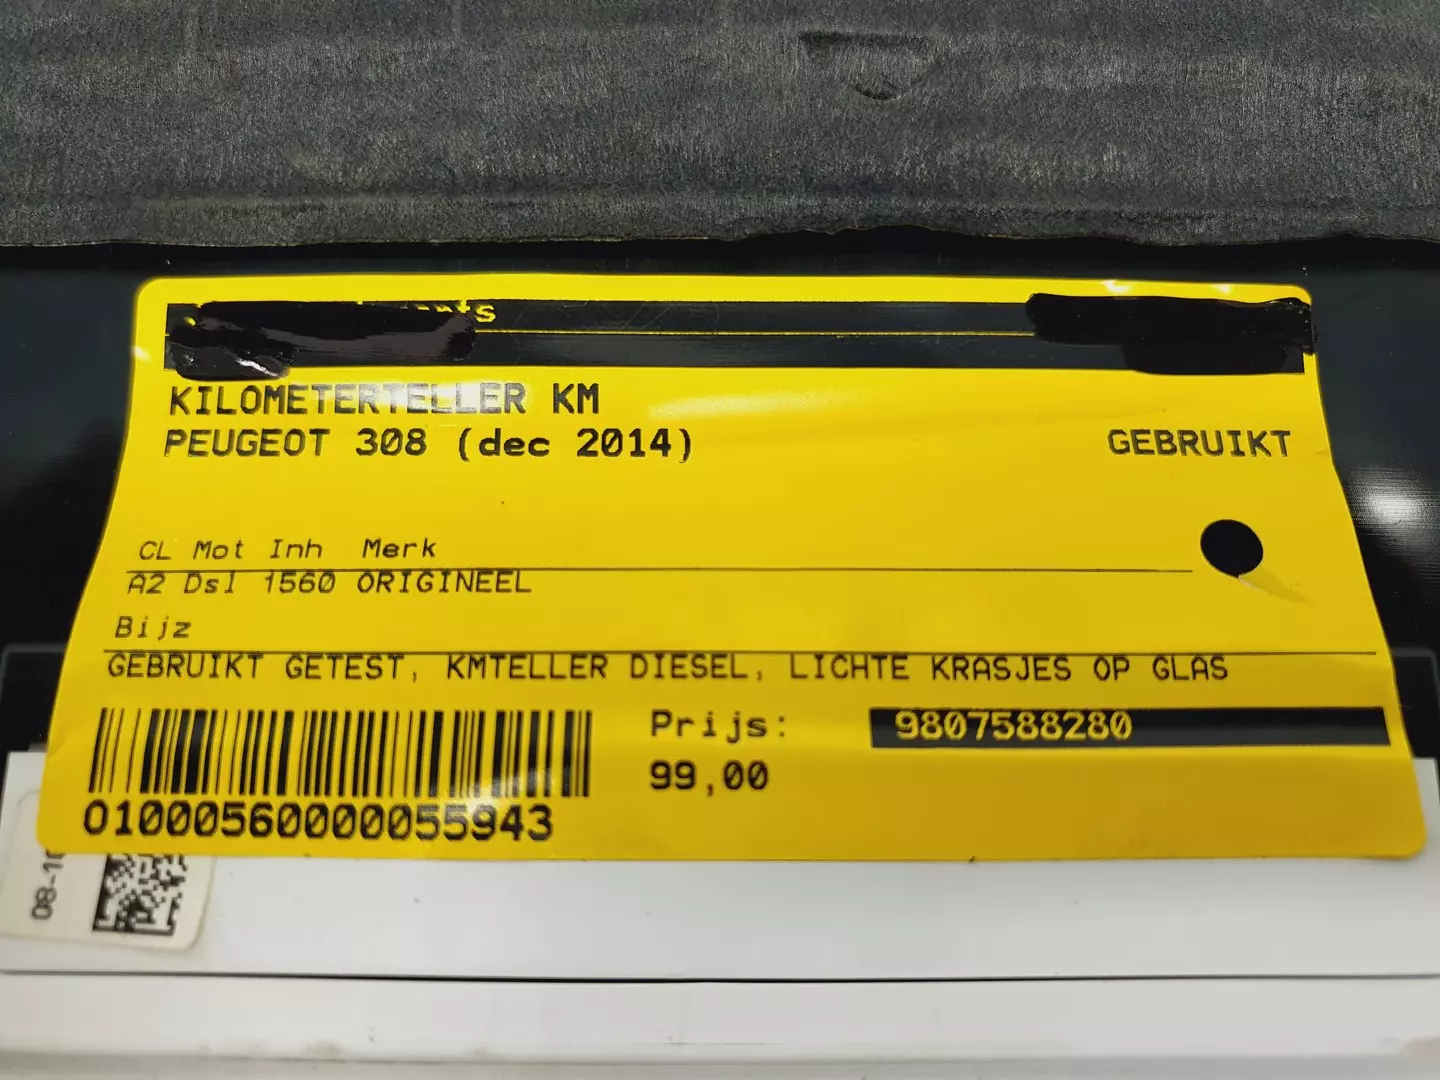 KILOMETERTELLER KM
PEUGEOT 308 (dec 2014)
GEBRUIKT
CL Mot Inh Merk
A2 Dsl 1560 ORIGINEEL
Bijz
GEBRUIKT GETEST, KMTELLER DIESEL, LICHTE KRASJES OP GLAS
Prijs: 9807588280
99,00
01000560000055943